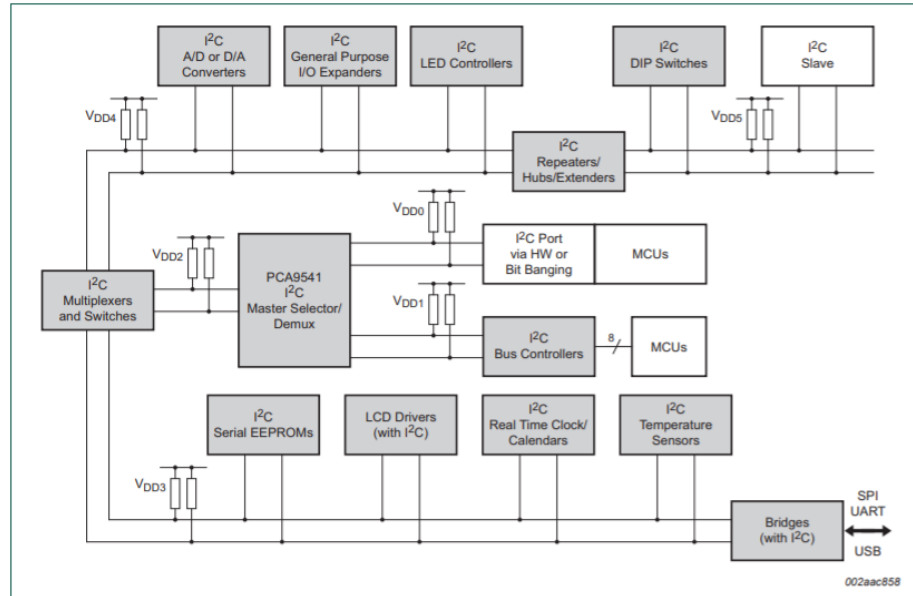 I²C
A/D or D/A
Converters
I²C
General Purpose
I/O Expanders
I²C
LED Controllers
I²C
DIP Switches
I²C
Slave
VDD4
VDD5
I²C
Repeaters/
Hubs/Extenders
VDD0
VDD2
PCA9541
I²C
Master Selector/
Demux
I²C Port
via HW or
Bit Banging
MCUs
I²C
Multiplexers
and Switches
VDD1
I²C
Bus Controllers
8
MCUs
I²C
Serial EEPROMs
LCD Drivers
(with I²C)
I²C
Real Time Clock/
Calendars
I²C
Temperature
Sensors
VDD3
Bridges
(with I²C)
SPI
UART
USB
002aac858